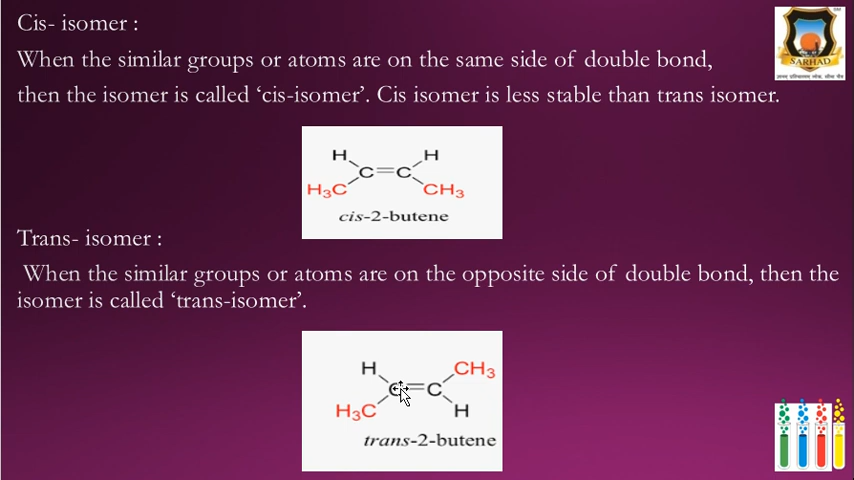 Cis- isomer :
When the similar groups or atoms are on the same side of double bond,
then the isomer is called ‘cis-isomer’. Cis isomer is less stable than trans isomer.
SARHAD
H H
C=C
H₃C CH₃
cis-2-butene
Trans- isomer :
When the similar groups or atoms are on the opposite side of double bond, then the
isomer is called ‘trans-isomer’.
H CH₃
C=C
H₃C H
trans-2-butene